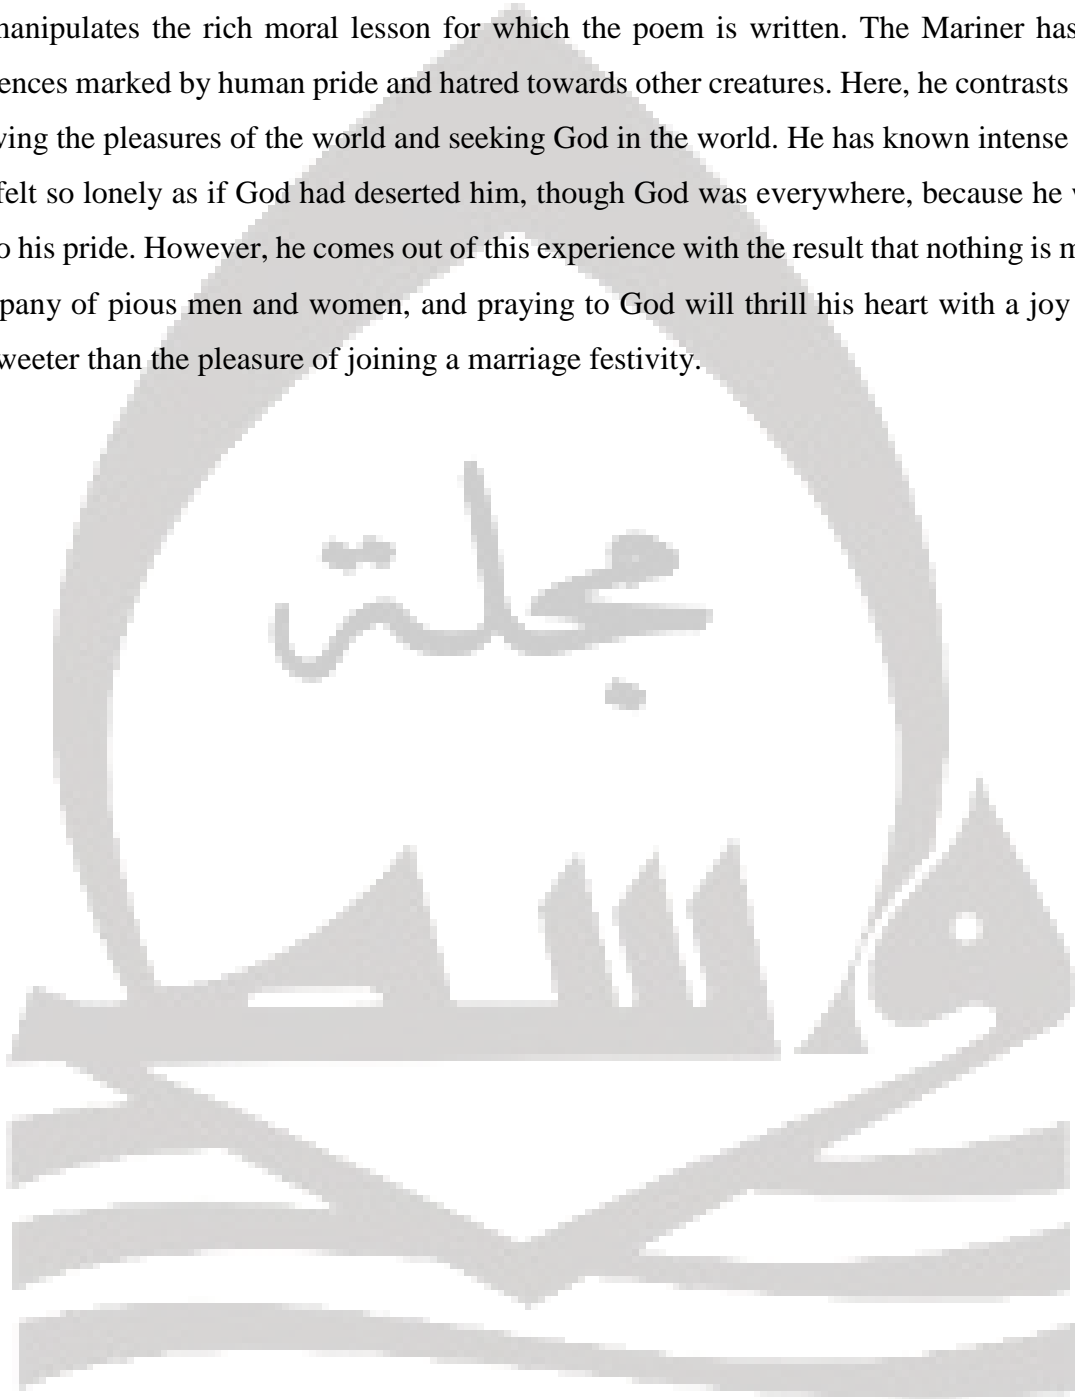 manipulates the rich moral lesson for which the poem is written. The Mariner has
ences marked by human pride and hatred towards other creatures. Here, he contrasts
ying the pleasures of the world and seeking God in the world. He has known intense
felt so lonely as if God had deserted him, though God was everywhere, because he
o his pride. However, he comes out of this experience with the result that nothing is
pany of pious men and women, and praying to God will thrill his heart with a joy
weeter than the pleasure of joining a marriage festivity.
مجلة